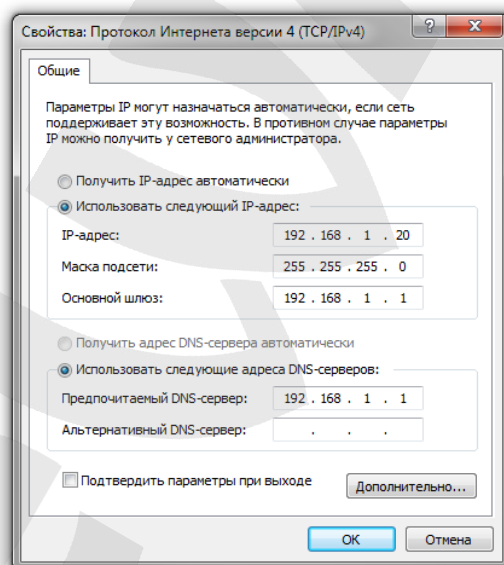 Свойства: Протокол Интернета версии 4 (TCP/IPv4)
Общие
Параметры IP могут назначаться автоматически, если сеть
поддерживает эту возможность. В противном случае параметры
IP можно получить у сетевого администратора.
Получить IP-адрес автоматически
Использовать следующий IP-адрес:
IP-адрес: 192 . 168 . 1 . 20
Маска подсети: 255 . 255 . 255 . 0
Основной шлюз: 192 . 168 . 1 . 1
Получить адрес DNS-сервера автоматически
Использовать следующие адреса DNS-серверов:
Предпочитаемый DNS-сервер: 192 . 168 . 1 . 1
Альтернативный DNS-сервер: . . .
Подтвердить параметры при выходе
Дополнительно...
OK Отмена